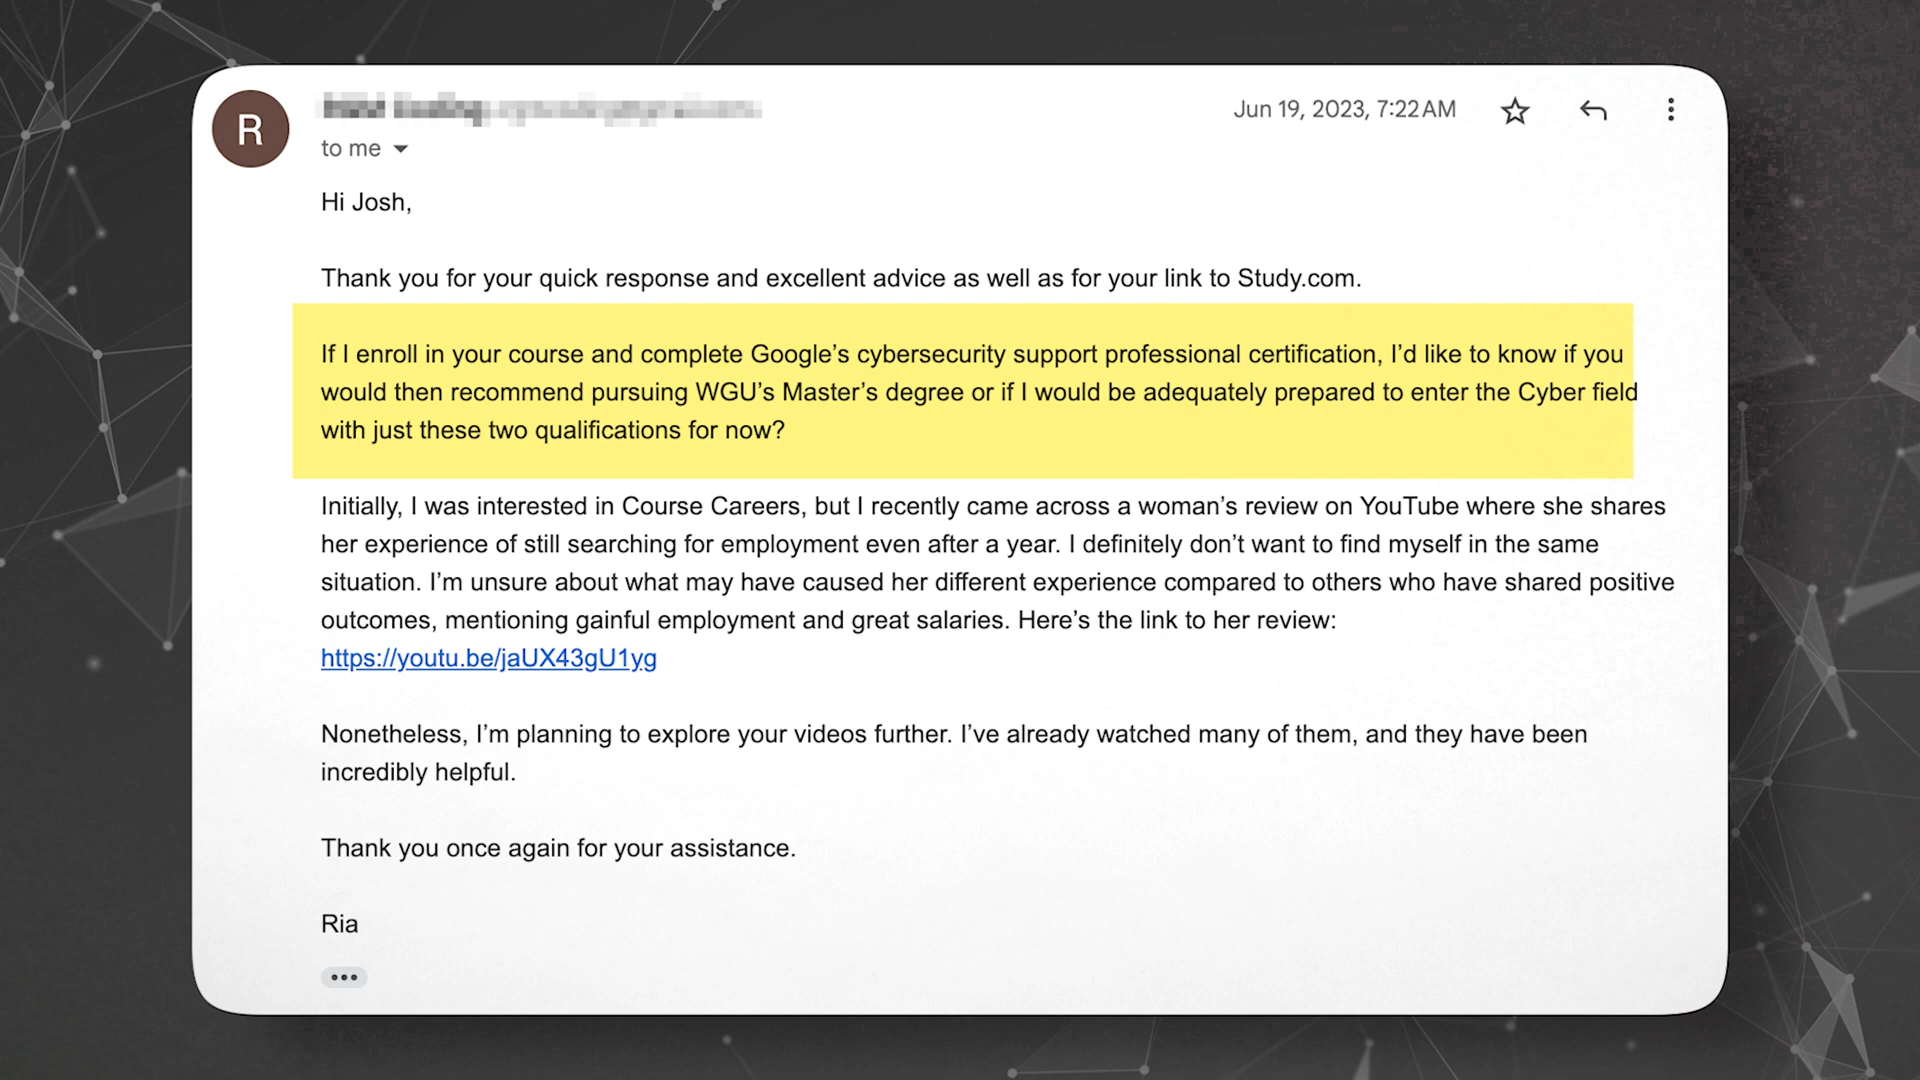 R
Jun 19, 2023, 7:22AM
to me
Hi Josh,
Thank you for your quick response and excellent advice as well as for your link to Study.com.
If I enroll in your course and complete Google’s cybersecurity support professional certification, I’d like to know if you
would then recommend pursuing WGU’s Master’s degree or if I would be adequately prepared to enter the Cyber field
with just these two qualifications for now?
Initially, I was interested in Course Careers, but I recently came across a woman’s review on YouTube where she shares
her experience of still searching for employment even after a year. I definitely don’t want to find myself in the same
situation. I’m unsure about what may have caused her different experience compared to others who have shared positive
outcomes, mentioning gainful employment and great salaries. Here’s the link to her review:
https://youtu.be/jaUX43gU1yg
Nonetheless, I’m planning to explore your videos further. I’ve already watched many of them, and they have been
incredibly helpful.
Thank you once again for your assistance.
Ria